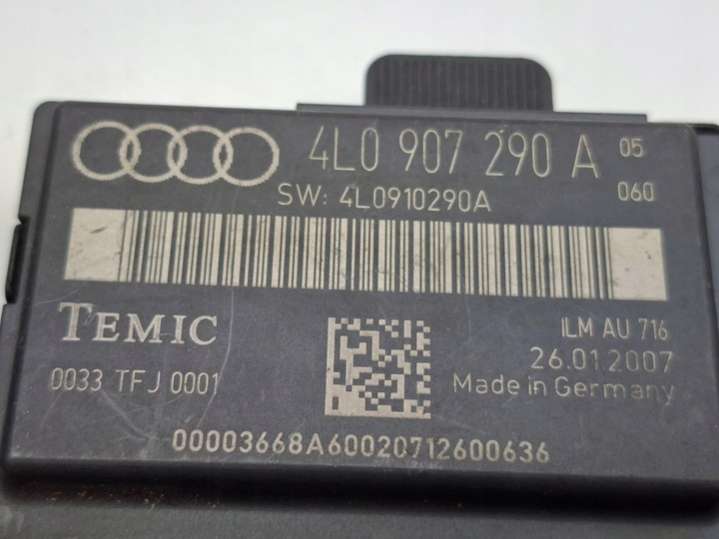 4L0 907 290 A 05
SW: 4L0910290A 060
TEMIC
ILM AU 716
26.01.2007
0033 TFJ 0001
Made in Germany
00003668A60020712600636